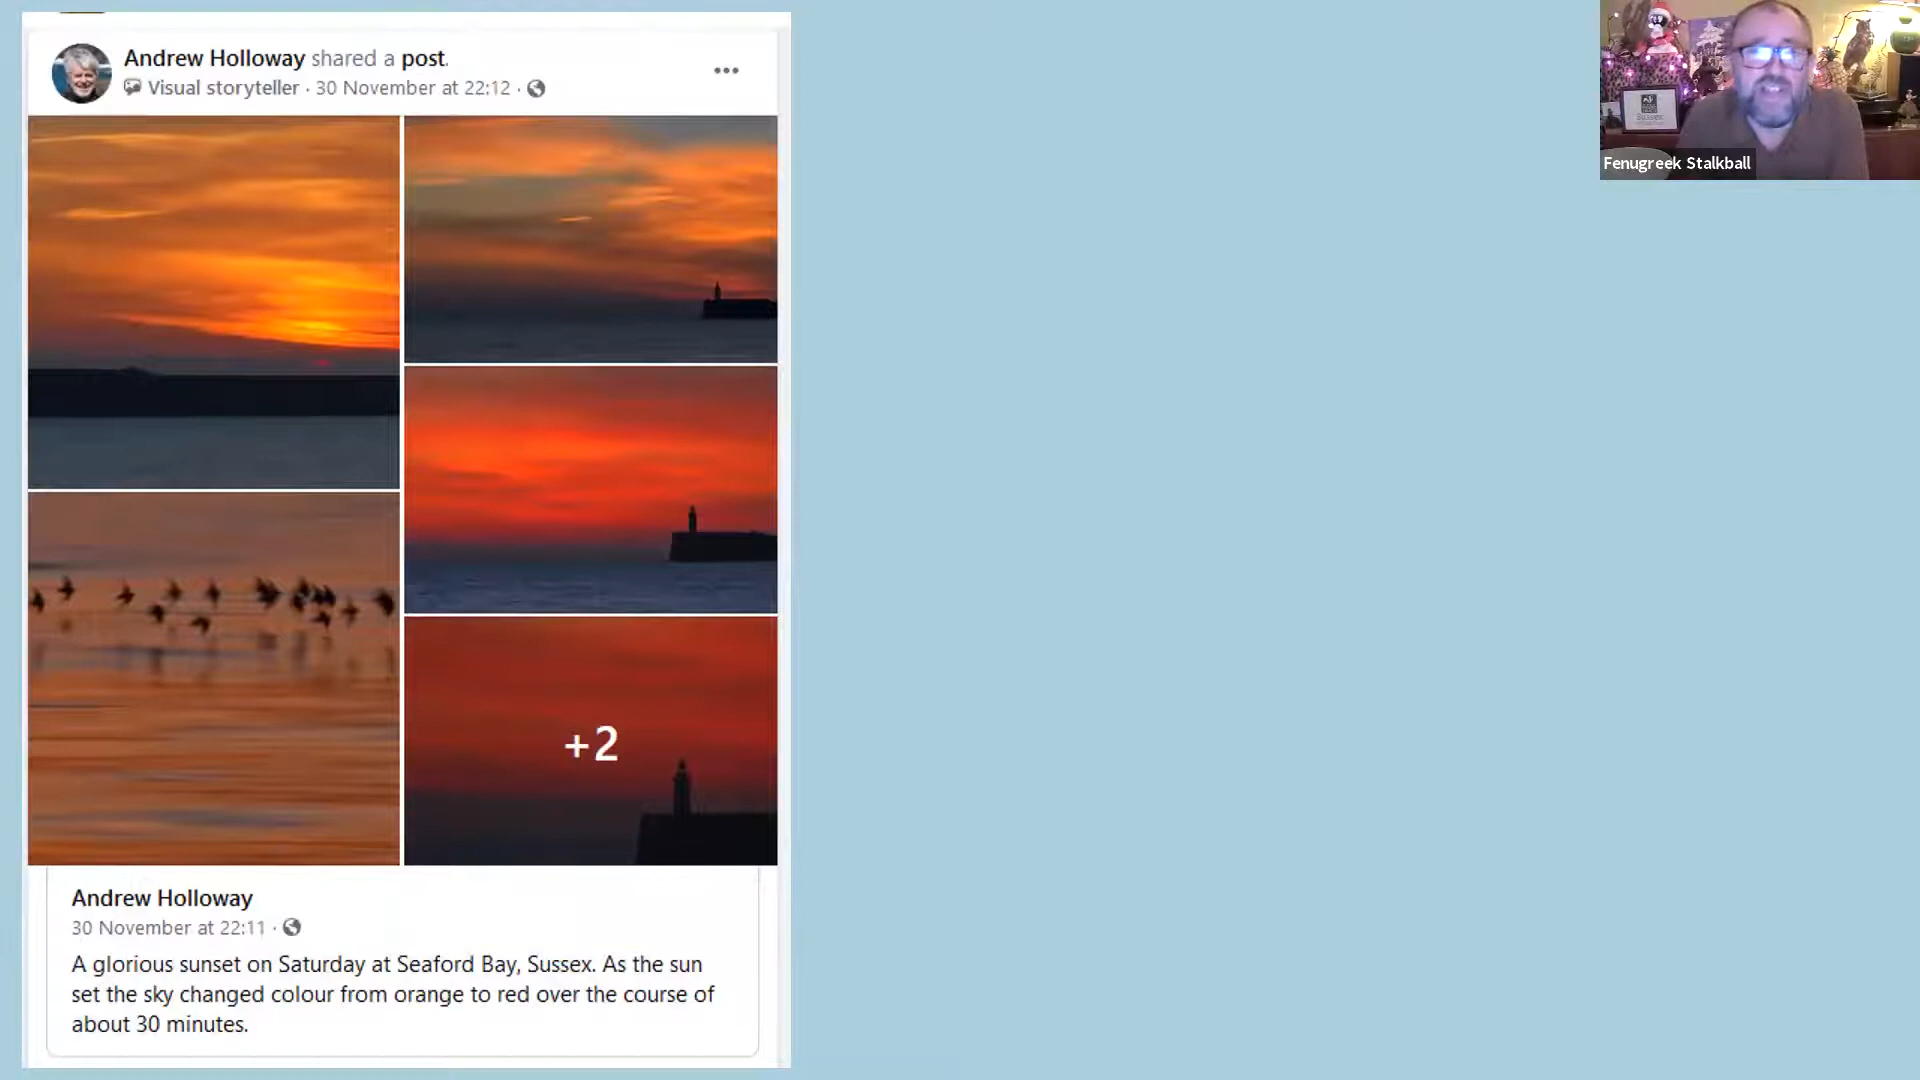 Andrew Holloway shared a post.
Visual storyteller · 30 November at 22:12 ·
+2
Andrew Holloway
30 November at 22:11 ·
A glorious sunset on Saturday at Seaford Bay, Sussex. As the sun
set the sky changed colour from orange to red over the course of
about 30 minutes.
Sussex
Fenugreek Stalkball